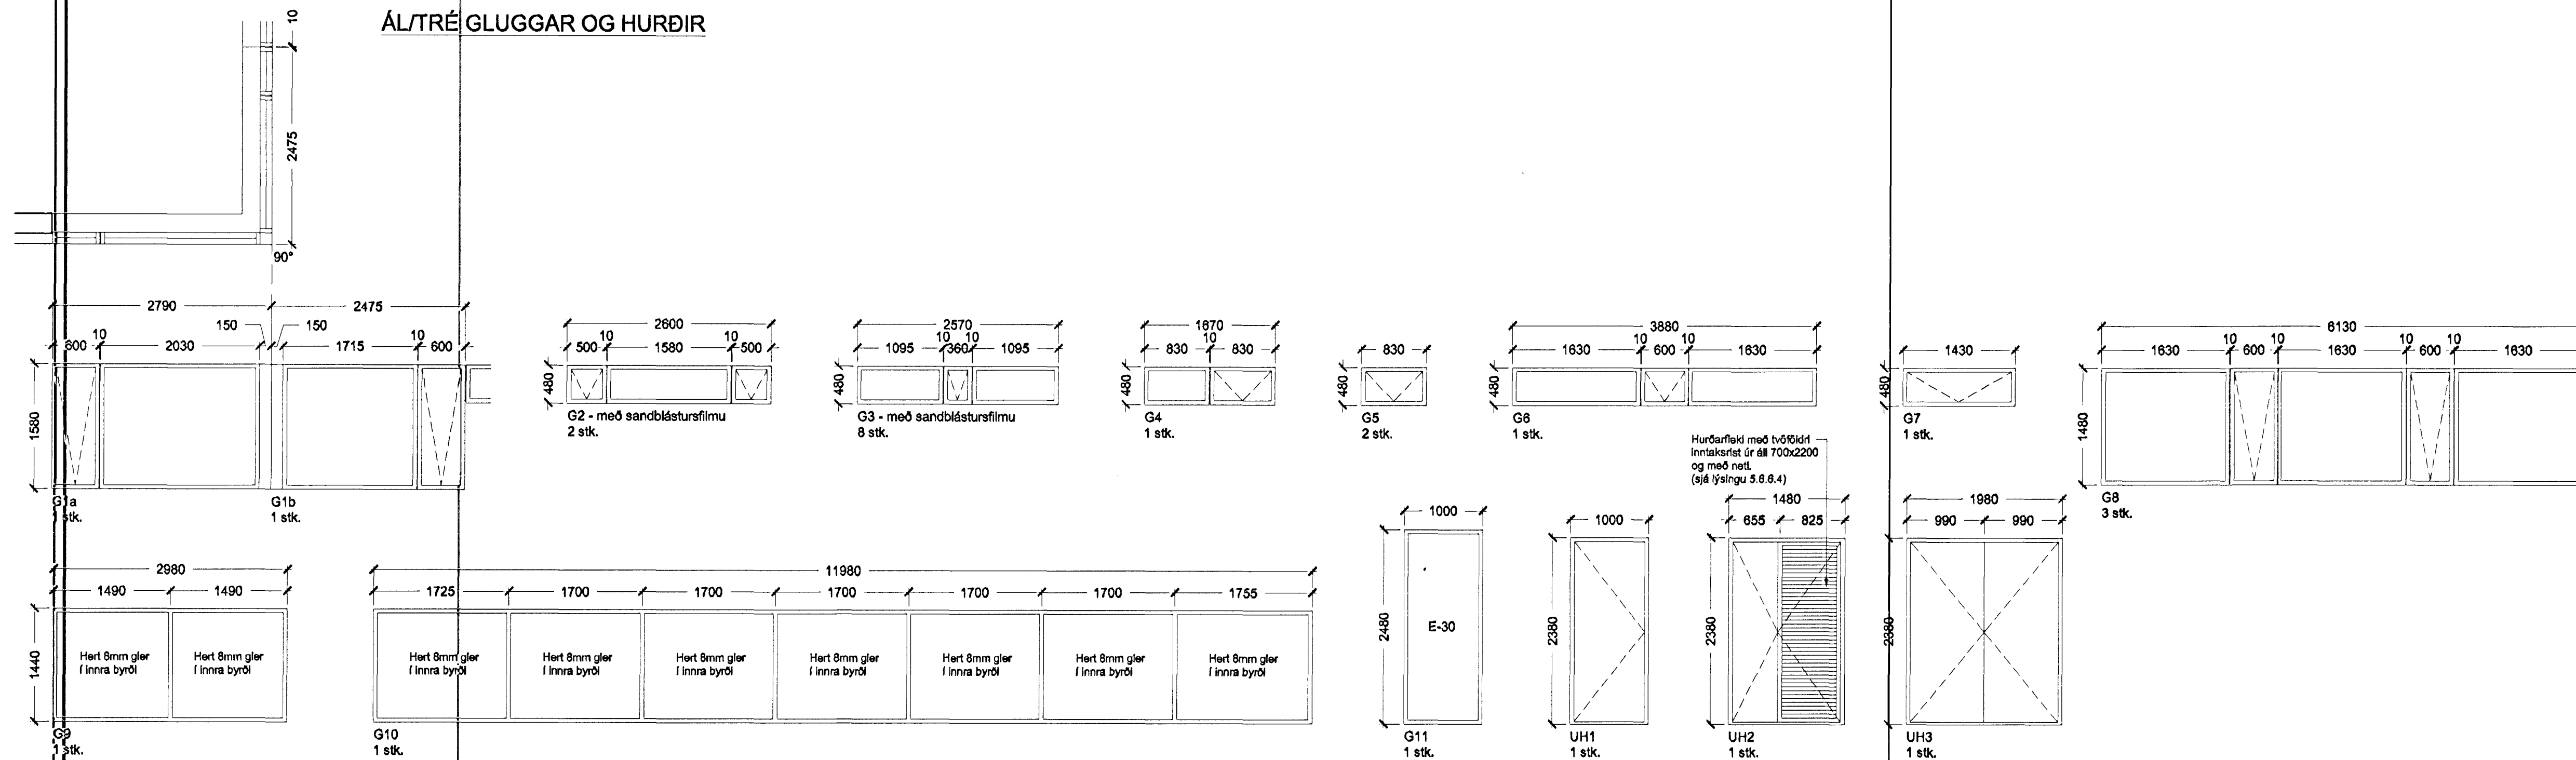 ÁL/TRÉ GLUGGAR OG HURÐIR
10
2475
90°
2790
2475
150
150
10
10
600
2030
1715
600
1580
G1a
1 stk.
G1b
1 stk.
2600
10
10
500
1580
500
480
G2 - með sandblástursfilmu
2 stk.
2570
10
10
1095
360
1095
480
G3 - með sandblástursfilmu
8 stk.
1670
10
830
830
480
G4
1 stk.
830
480
G5
2 stk.
3880
10
10
1630
600
1630
480
G6
1 stk.
1430
480
G7
1 stk.
6130
10
10
10
10
1630
600
1630
600
1630
1480
G8
3 stk.
2980
1490
1490
1440
Hert 8mm gler
í innra byrði
Hert 8mm gler
í innra byrði
G9
1 stk.
11980
1725
1700
1700
1700
1700
1700
1755
Hert 8mm gler
í innra byrði
Hert 8mm gler
í innra byrði
Hert 8mm gler
í innra byrði
Hert 8mm gler
í innra byrði
Hert 8mm gler
í innra byrði
Hert 8mm gler
í innra byrði
Hert 8mm gler
í innra byrði
G10
1 stk.
1000
2480
E-30
G11
1 stk.
1000
2380
UH1
1 stk.
Hurðarfleki með tvöföldri
inntaksrist úr áli 700x2200
og með neti.
(sjá lýsingu 5.6.6.4)
1480
655
825
2380
UH2
1 stk.
1980
990
990
2380
UH3
1 stk.